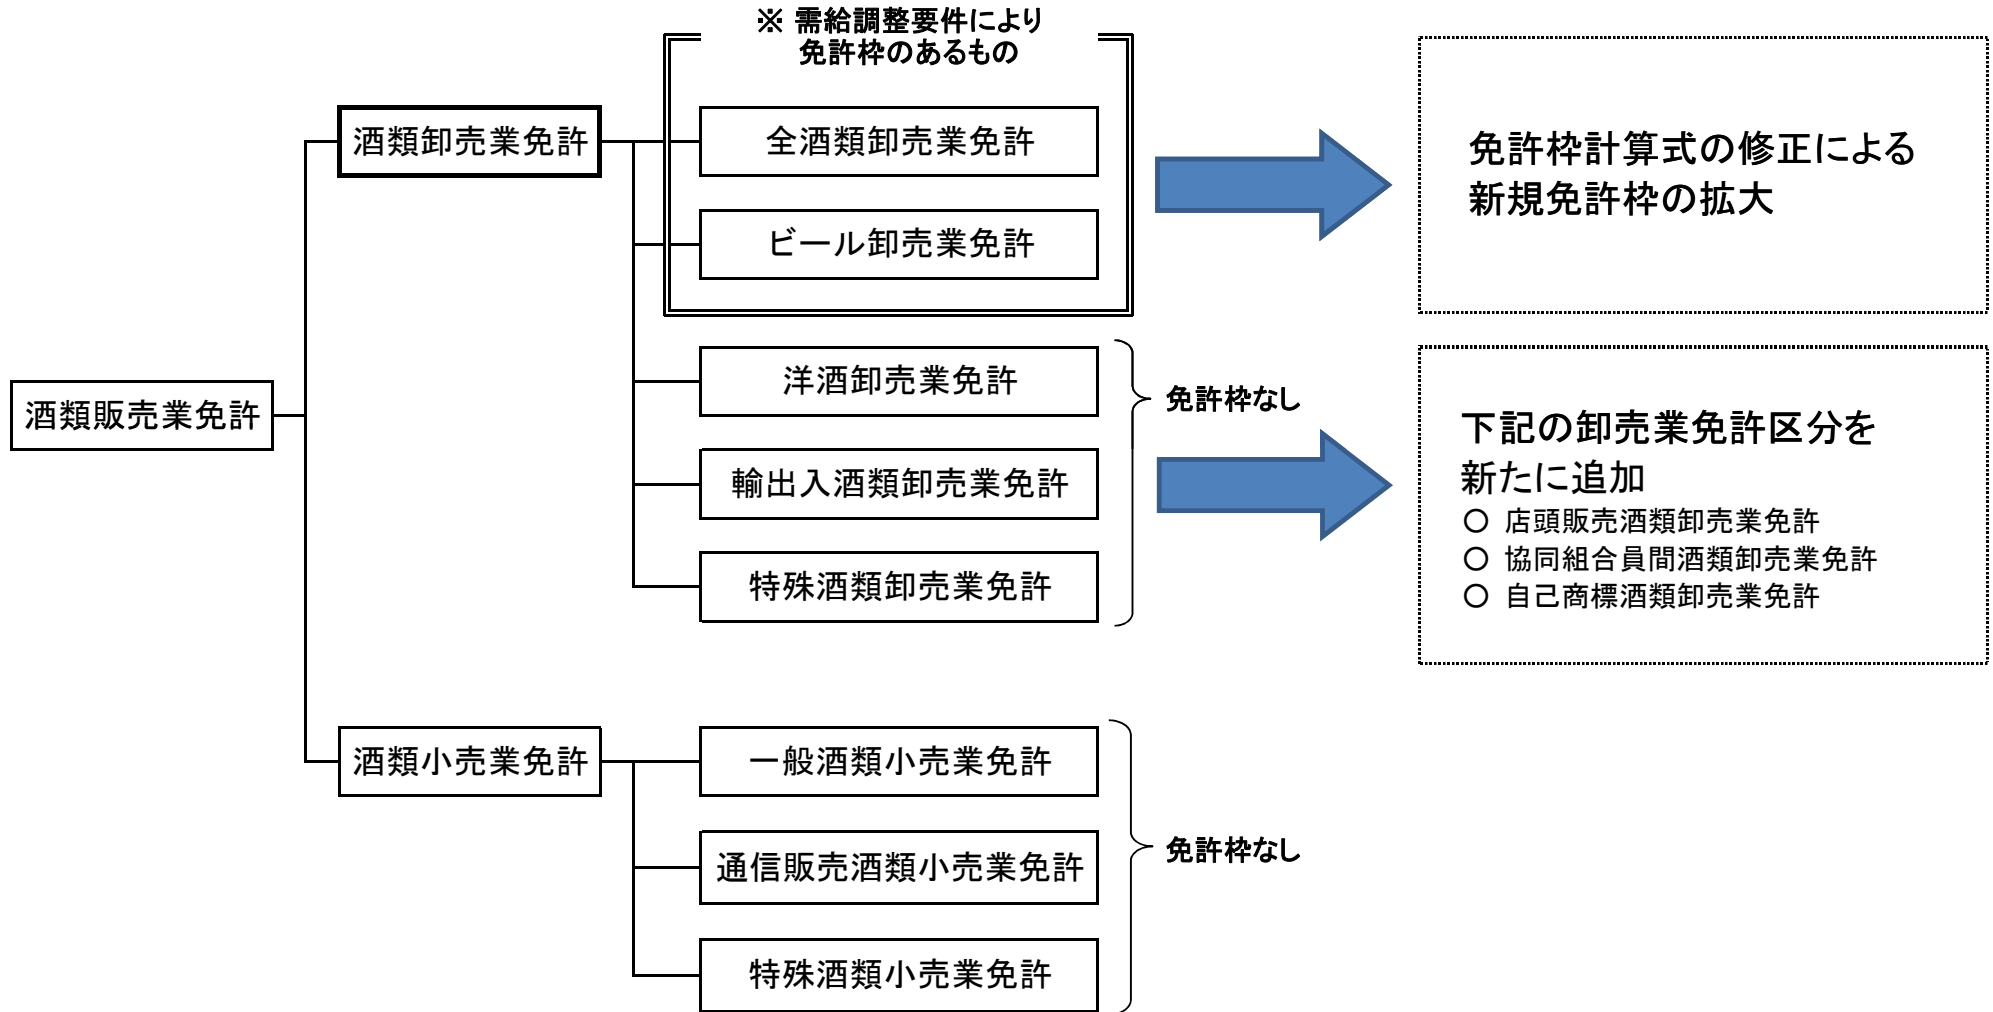 ※ 需給調整要件により
免許枠のあるもの
酒類販売業免許
酒類卸売業免許
全酒類卸売業免許
ビール卸売業免許
免許枠計算式の修正による
新規免許枠の拡大
洋酒卸売業免許
輸出入酒類卸売業免許
特殊酒類卸売業免許
免許枠なし
下記の卸売業免許区分を
新たに追加
○ 店頭販売酒類卸売業免許
○ 協同組合員間酒類卸売業免許
○ 自己商標酒類卸売業免許
酒類小売業免許
一般酒類小売業免許
通信販売酒類小売業免許
特殊酒類小売業免許
免許枠なし